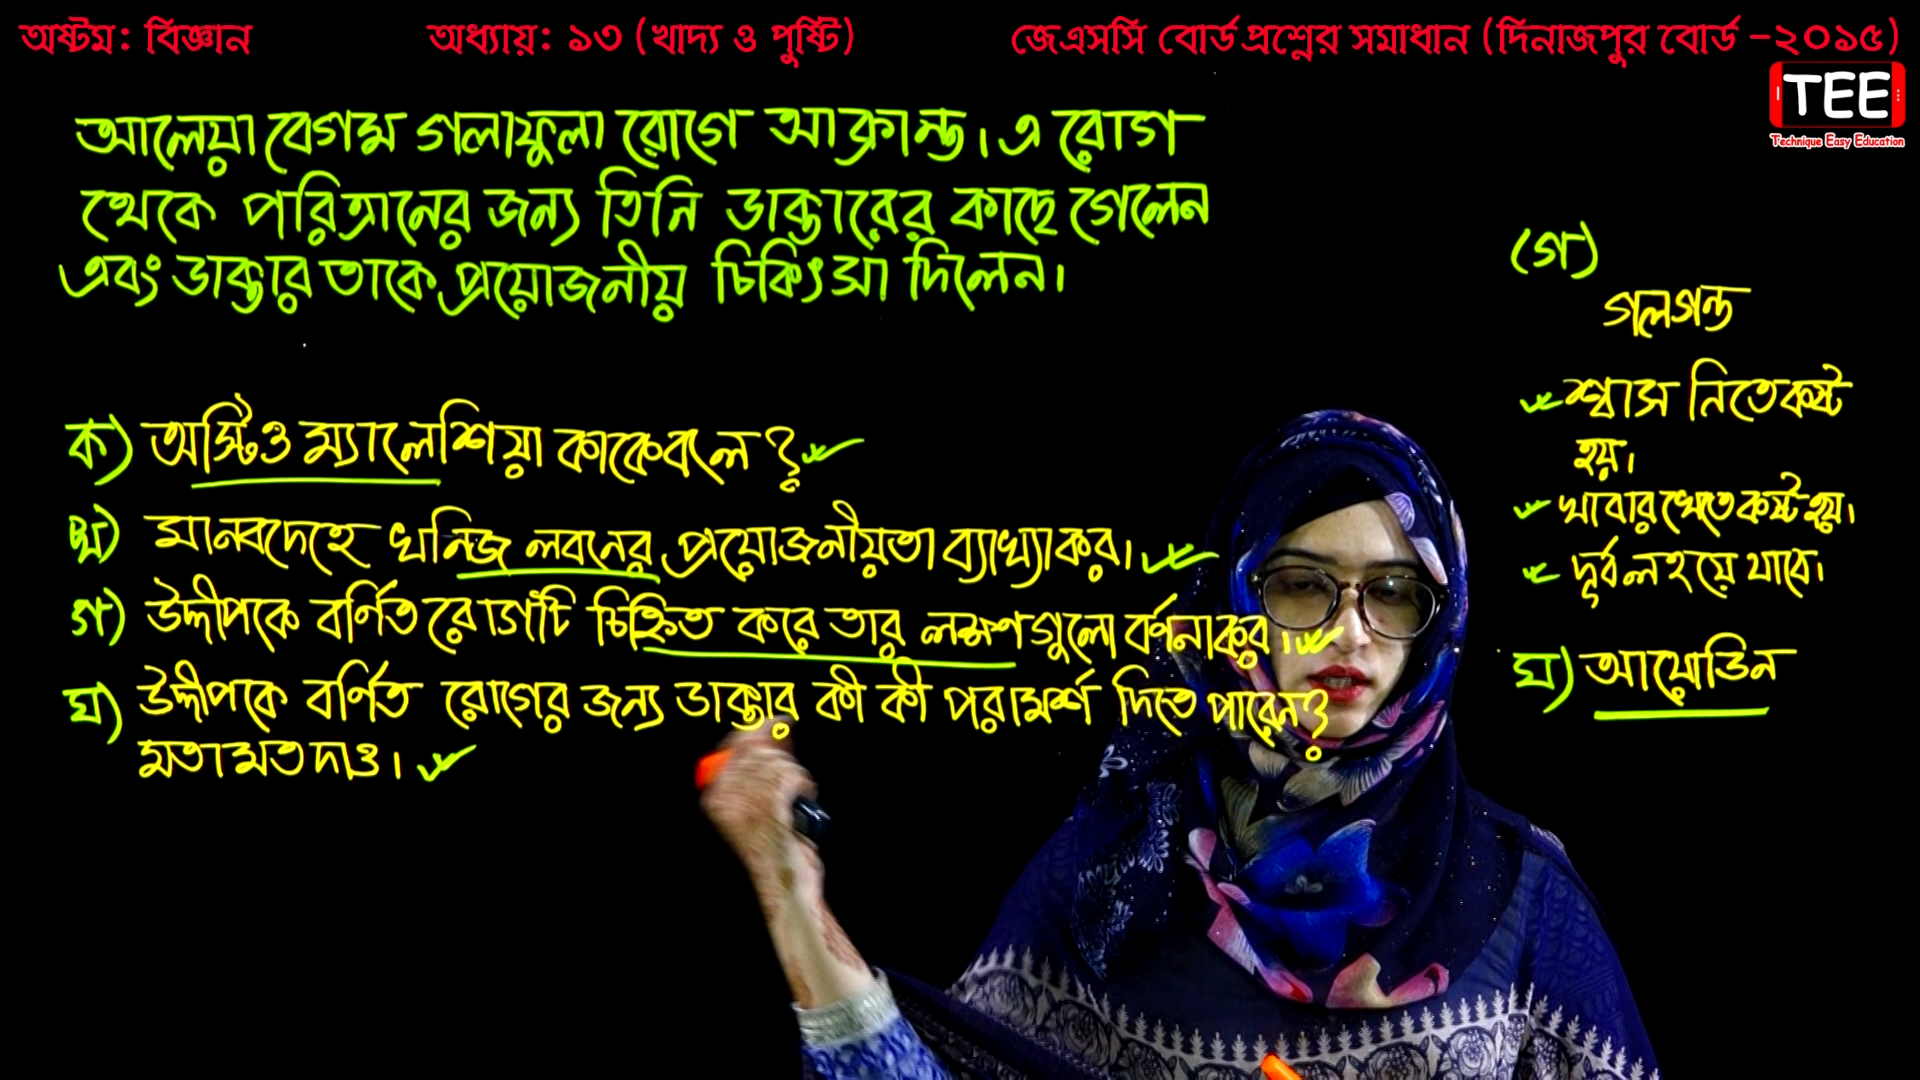 অষ্টম: বিজ্ঞান
অধ্যায়: ১৩ (খাদ্য ও পুষ্টি)
জেএসসি বোর্ড প্রশ্নের সমাধান (দিনাজপুর বোর্ড -২০১৫)
TEE
Technique Easy Education
আলেয়া বেগম গলাফুলা রোগে আক্রান্ত। এ রোগ
থেকে পরিত্রানের জন্য তিনি ডাক্তারের কাছে গেলেন
এবং ডাক্তার তাকে প্রয়োজনীয় চিকিৎসা দিলেন।
ক) অস্টিও ম্যালেশিয়া কাকে বলে?
খ) মানবদেহে খনিজ লবনের প্রয়োজনীয়তা ব্যাখ্যা কর।
গ) উদ্দীপকে বর্ণিত রোগটি চিহ্নিত করে তার লক্ষণগুলো বর্ণনা কর।
ঘ) উদ্দীপকে বর্ণিত রোগের জন্য ডাক্তার কী কী পরামর্শ দিতে পারেন?
মতামত দাও।
(গ)
গলগন্ড
শ্বাস নিতে কষ্ট
হয়।
খাবার খেতে কষ্ট হয়।
দূর্বল হয়ে যাবে।
ঘ) আয়োডিন